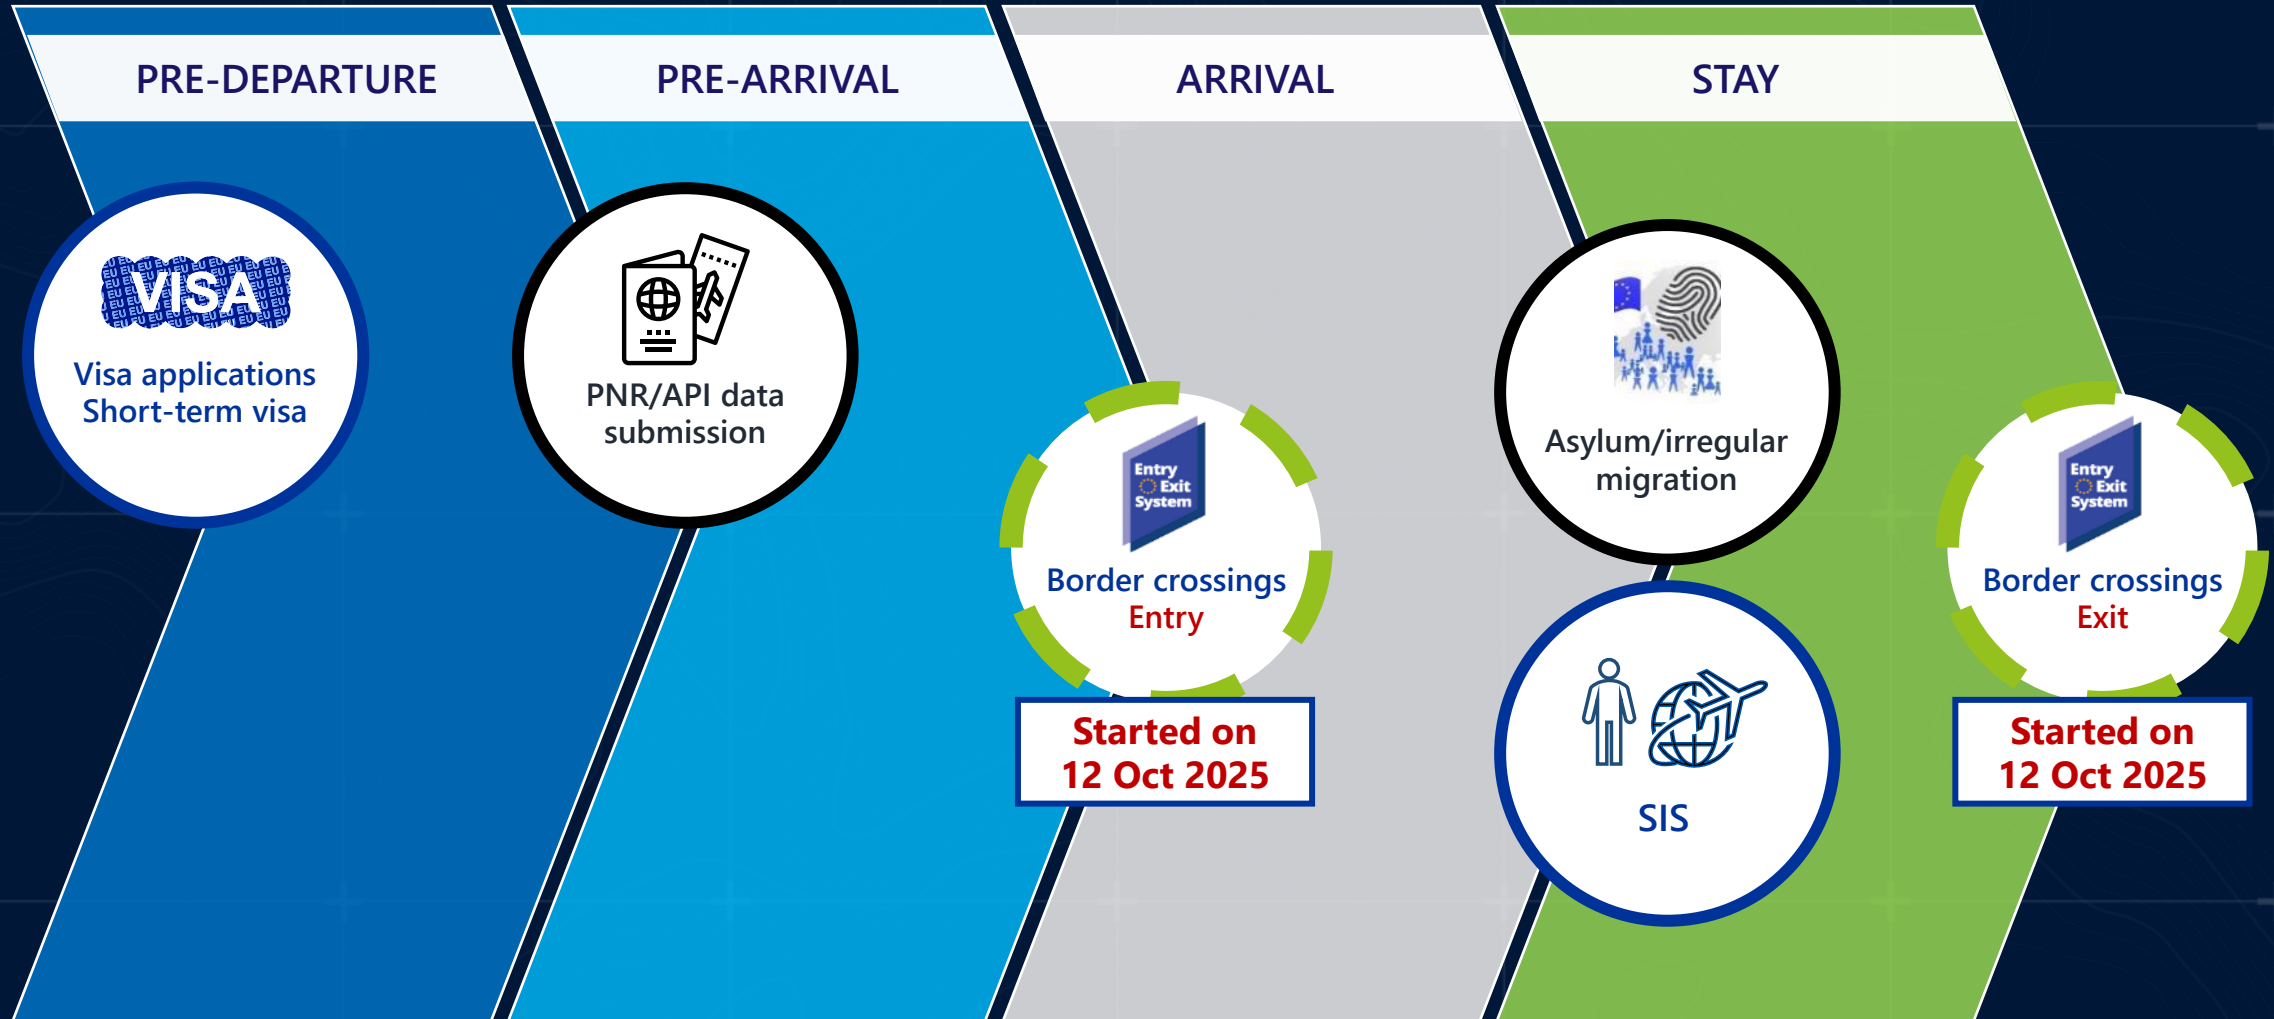 PRE-DEPARTURE
PRE-ARRIVAL
ARRIVAL
STAY
VISA
Visa applications
Short-term visa
PNR/API data
submission
Entry
Exit
System
Border crossings
Entry
Started on
12 Oct 2025
Asylum/irregular
migration
SIS
Entry
Exit
System
Border crossings
Exit
Started on
12 Oct 2025